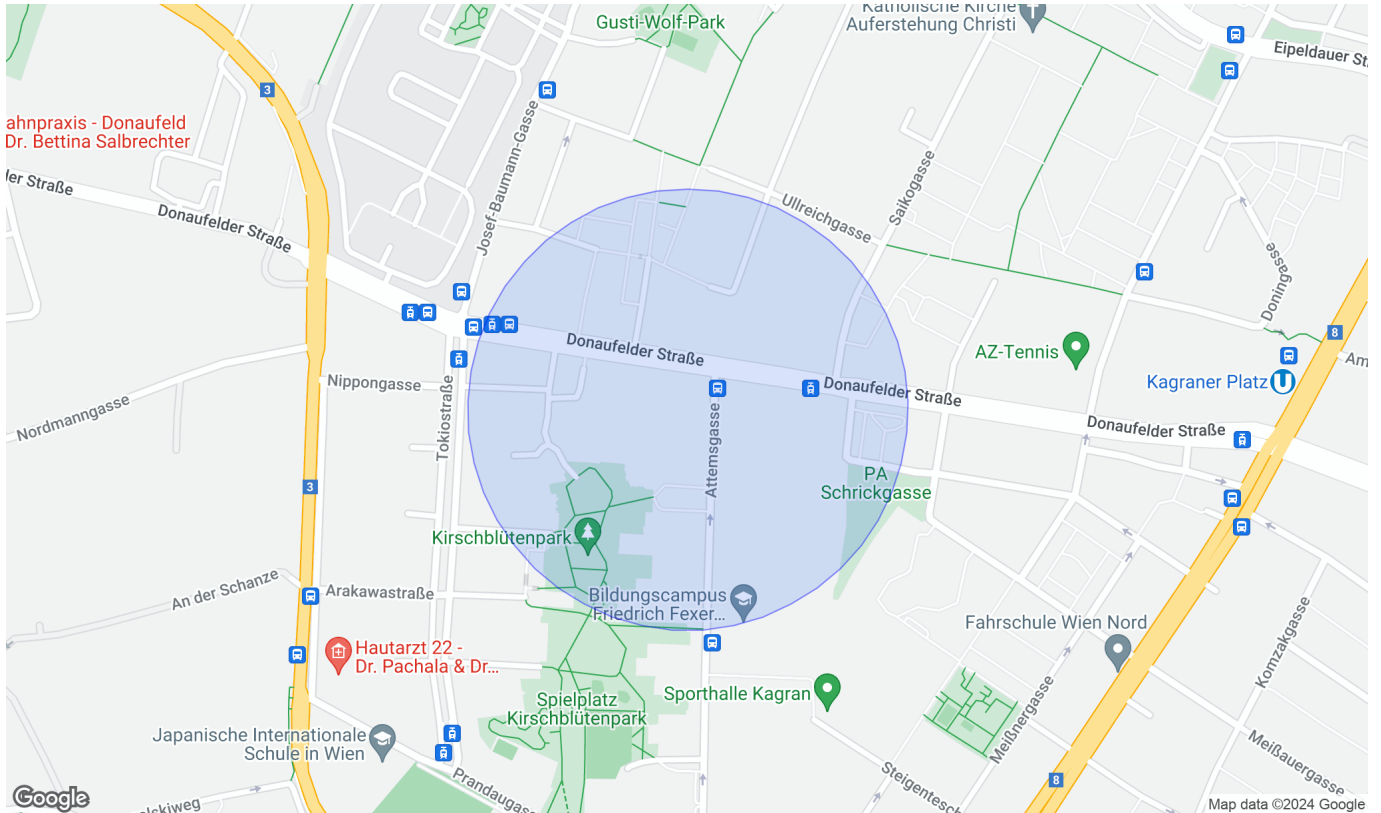 Gusti-Wolf-Park
Katholische Kirche
Auferstehung Christi
Eipeldauer St
3
ahnpraxis - Donaufeld
Dr. Bettina Salbrechter
ler Straße
Donaufelder Straße
Josef-Baumann-Gasse
Ullreichgasse
Saikogasse
Doningasse
8
Am
Donaufelder Straße
AZ-Tennis
Kagraner Platz
U
Nippongasse
Donaufelder Straße
Nordmanngasse
Tokiostraße
Attemsgasse
Donaufelder Straße
3
PA
Schrickgasse
Kirschblütenpark
An der Schanze
Arakawastraße
Bildungscampus
Friedrich Fexer...
Fahrschule Wien Nord
Komzakgasse
Hautarzt 22 -
Dr. Pachala & Dr...
Spielplatz
Kirschblütenpark
Sporthalle Kagran
Meißnergasse
Japanische Internationale
Schule in Wien
Meißauergasse
Prandaugass
Steigentesch
8
Google
alskiweg
Map data ©2024 Google